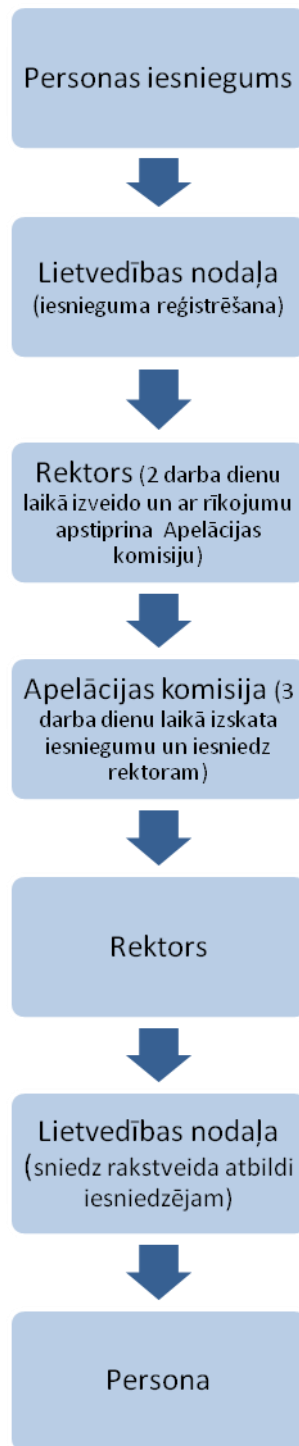 Personas iesniegums
Lietvedības nodaļa
(iesnieguma reģistrēšana)
Rektors (2 darba dienu
laikā izveido un ar rīkojumu
apstiprina Apelācijas
komisiju)
Apelācijas komisija (3
darba dienu laikā izskata
iesniegumu un iesniedz
rektoram)
Rektors
Lietvedības nodaļa
(sniedz rakstveida atbildi
iesniedzējam)
Persona